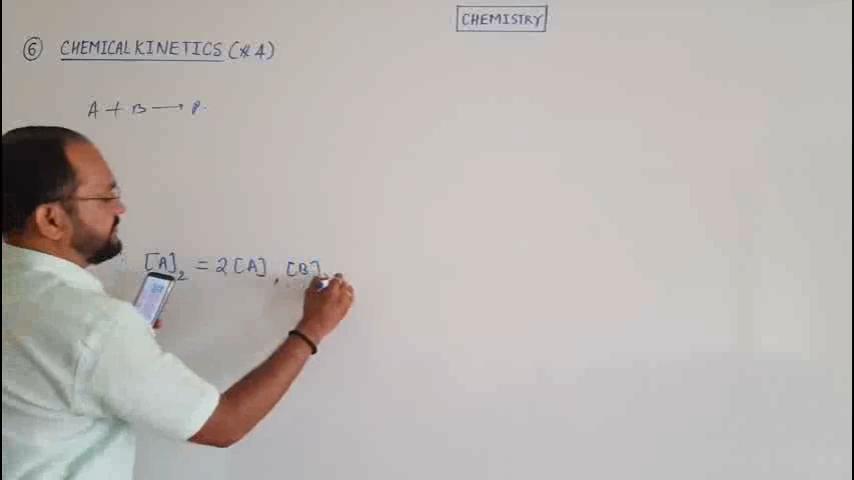 CHEMISTRY
6 CHEMICAL KINETICS (*4)
A + B → P.
[A]₂ = 2[A], [B]